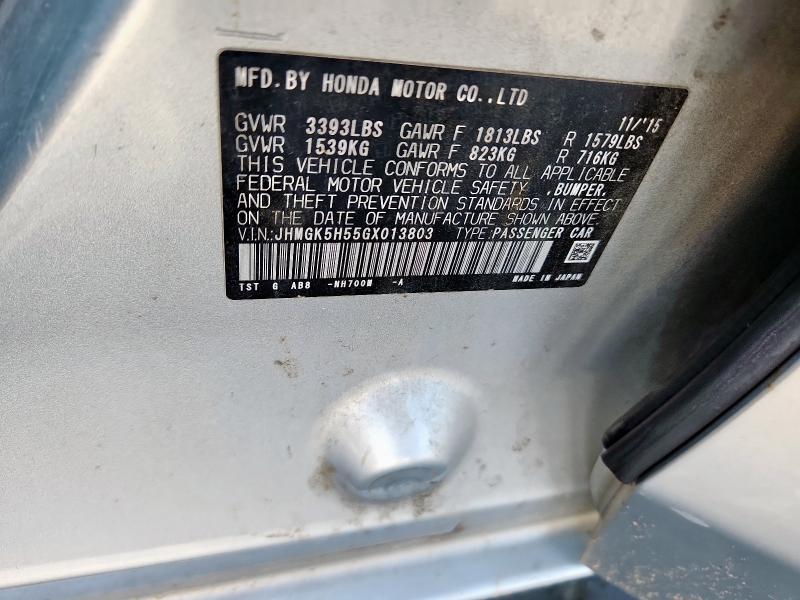 MFD. BY HONDA MOTOR CO., LTD
11/'15
GVWR 3393LBS GAWR F 1813LBS R 1579LBS
GVWR 1539KG GAWR F 823KG R 716KG
THIS VEHICLE CONFORMS TO ALL APPLICABLE
FEDERAL MOTOR VEHICLE SAFETY ,BUMPER,
AND THEFT PREVENTION STANDARDS IN EFFECT
ON THE DATE OF MANUFACTURE SHOWN ABOVE.
V.I.N.:JHMGK5H55GX013803 TYPE:PASSENGER CAR
TST G AB8 -NH700M -A MADE IN JAPAN